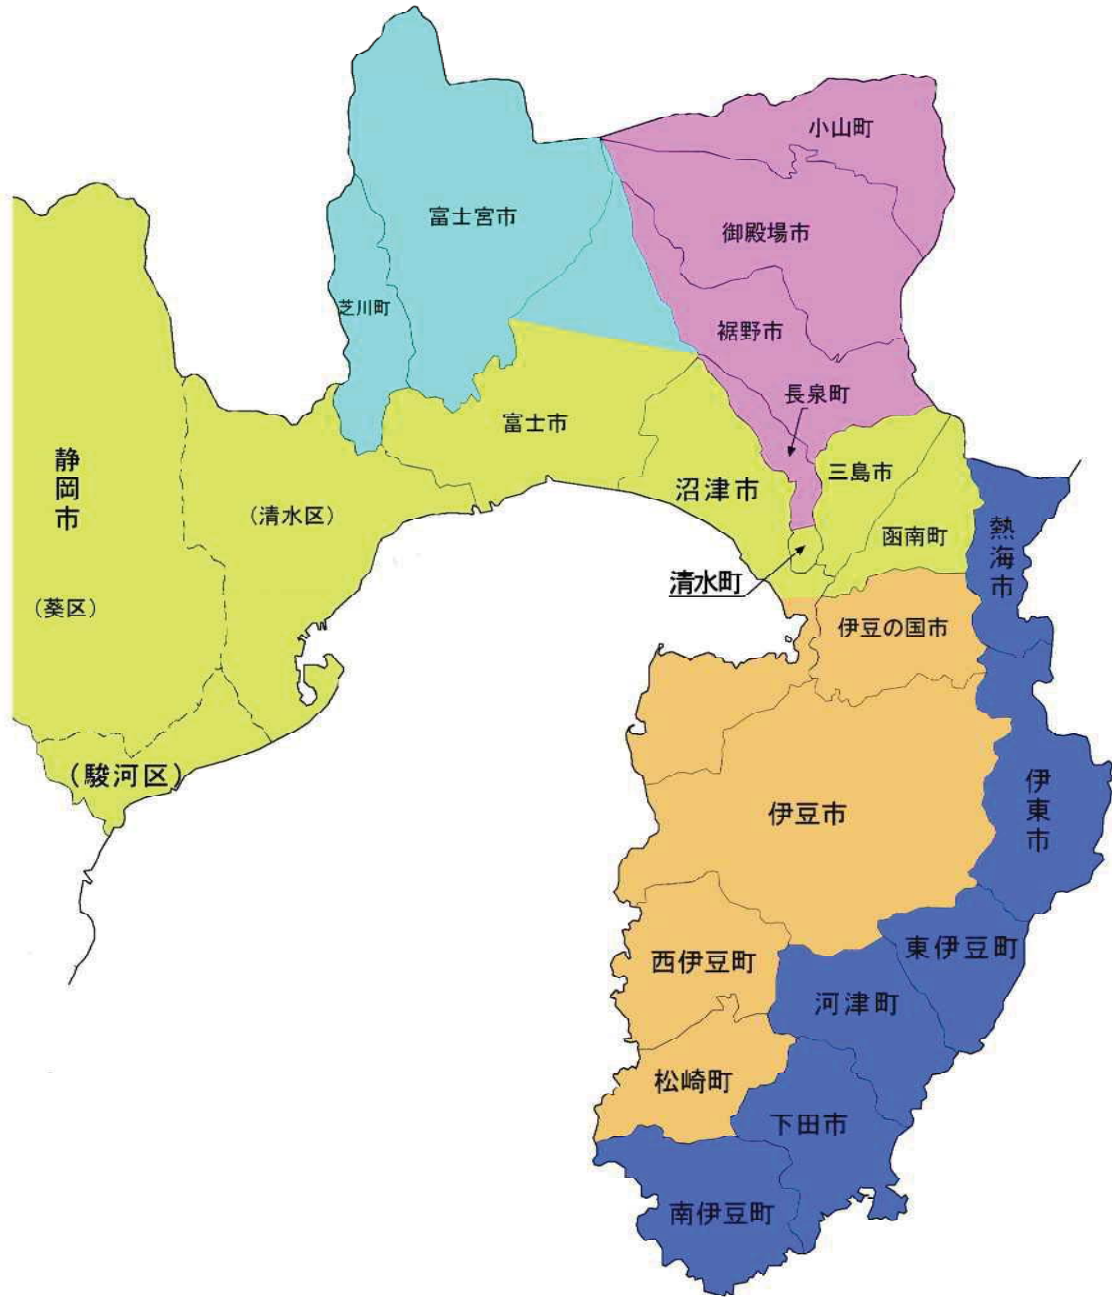 小山町
富士宮市
御殿場市
芝川町
裾野市
長泉町
富士市
静岡市
三島市
沼津市
(清水区)
函南町
熱海市
清水町
(葵区)
伊豆の国市
(駿河区)
伊豆市
伊東市
西伊豆町
東伊豆町
河津町
松崎町
下田市
南伊豆町